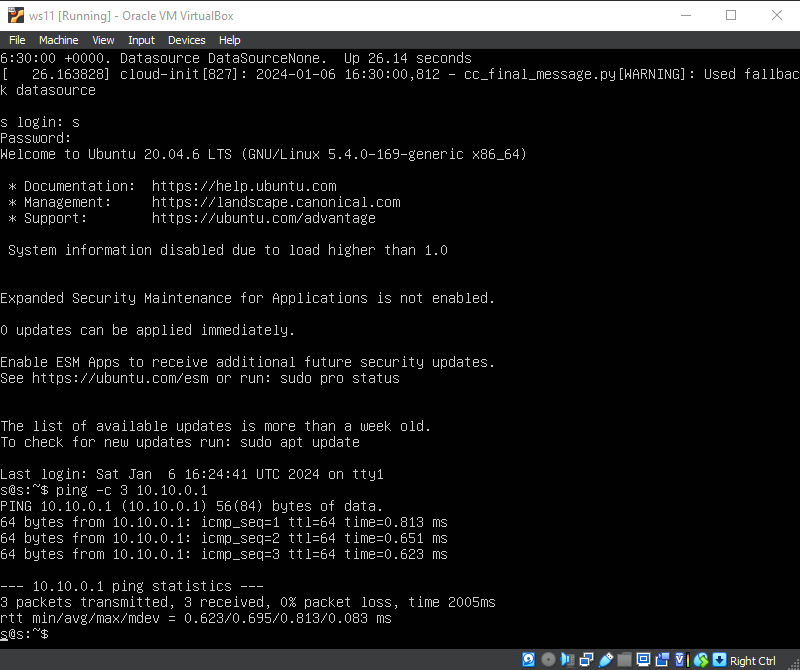 ws11 [Running] - Oracle VM VirtualBox
File Machine View Input Devices Help
6:30:00 +0000. Datasource DataSourceNone.  Up 26.14 seconds
[   26.163828] cloud-init[827]: 2024-01-06 16:30:00,812 - cc_final_message.py[WARNING]: Used fallbac
k datasource
s login: s
Password:
Welcome to Ubuntu 20.04.6 LTS (GNU/Linux 5.4.0-169-generic x86_64)
 * Documentation:  https://help.ubuntu.com
 * Management:     https://landscape.canonical.com
 * Support:        https://ubuntu.com/advantage
 System information disabled due to load higher than 1.0
Expanded Security Maintenance for Applications is not enabled.
0 updates can be applied immediately.
Enable ESM Apps to receive additional future security updates.
See https://ubuntu.com/esm or run: sudo pro status
The list of available updates is more than a week old.
To check for new updates run: sudo apt update
Last login: Sat Jan  6 16:24:41 UTC 2024 on tty1
s@s:~$ ping -c 3 10.10.0.1
PING 10.10.0.1 (10.10.0.1) 56(84) bytes of data.
64 bytes from 10.10.0.1: icmp_seq=1 ttl=64 time=0.813 ms
64 bytes from 10.10.0.1: icmp_seq=2 ttl=64 time=0.651 ms
64 bytes from 10.10.0.1: icmp_seq=3 ttl=64 time=0.623 ms
--- 10.10.0.1 ping statistics ---
3 packets transmitted, 3 received, 0% packet loss, time 2005ms
rtt min/avg/max/mdev = 0.623/0.695/0.813/0.083 ms
s@s:~$
Right Ctrl